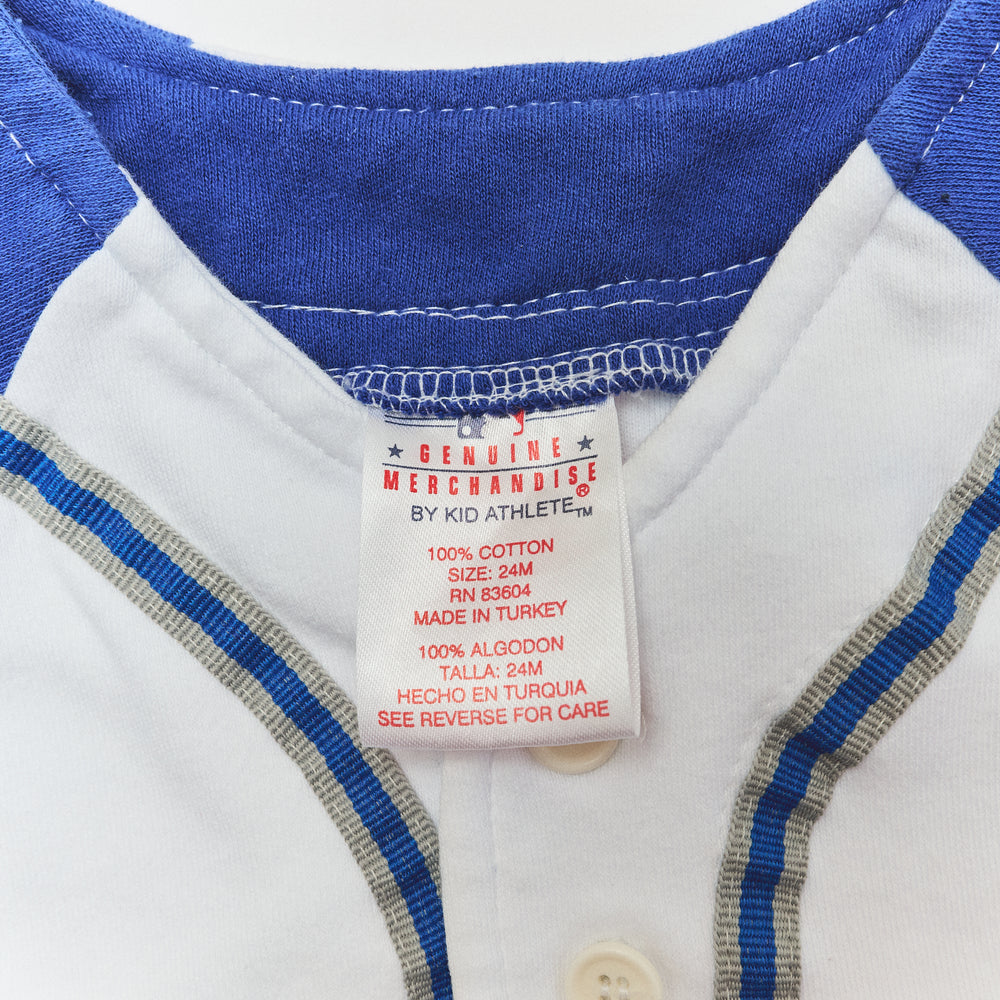 ★ GENUINE ★
MERCHANDISE®
BY KID ATHLETE™
100% COTTON
SIZE: 24M
RN 83604
MADE IN TURKEY
100% ALGODON
TALLA: 24M
HECHO EN TURQUIA
SEE REVERSE FOR CARE